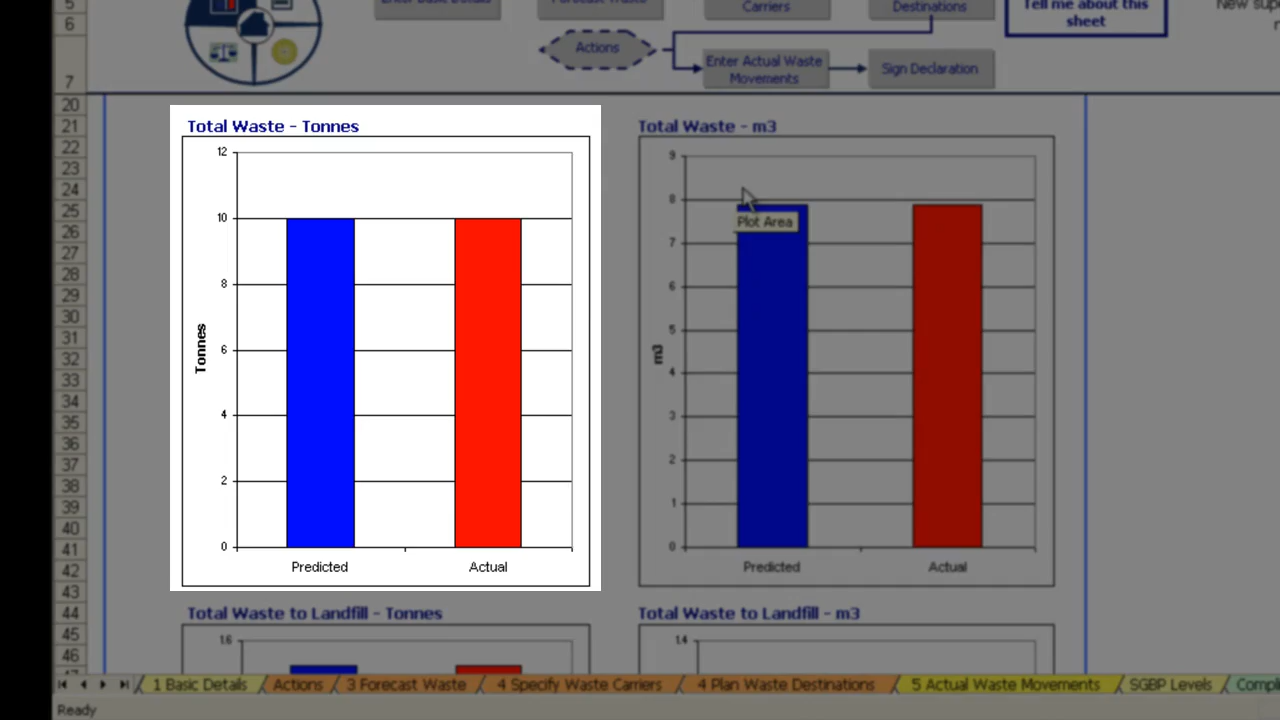 5
6
7
Enter Basic Details
Forecast Waste
Carriers
Destinations
Tell me about this
sheet
New supe
Actions
Enter Actual Waste
Movements
Sign Declaration
20
21
22
23
24
25
26
27
28
29
30
31
32
33
34
35
36
37
38
39
40
41
42
43
44
45
46
Total Waste - Tonnes
12
10
8
6
4
2
0
Tonnes
Predicted
Actual
Total Waste - m3
9
8
7
6
5
4
3
2
1
0
m3
Plot Area
Predicted
Actual
Total Waste to Landfill - Tonnes
1.6
Total Waste to Landfill - m3
1.4
1 Basic Details
Actions
3 Forecast Waste
4 Specify Waste Carriers
4 Plan Waste Destinations
5 Actual Waste Movements
SGBP Levels
Compl
Ready